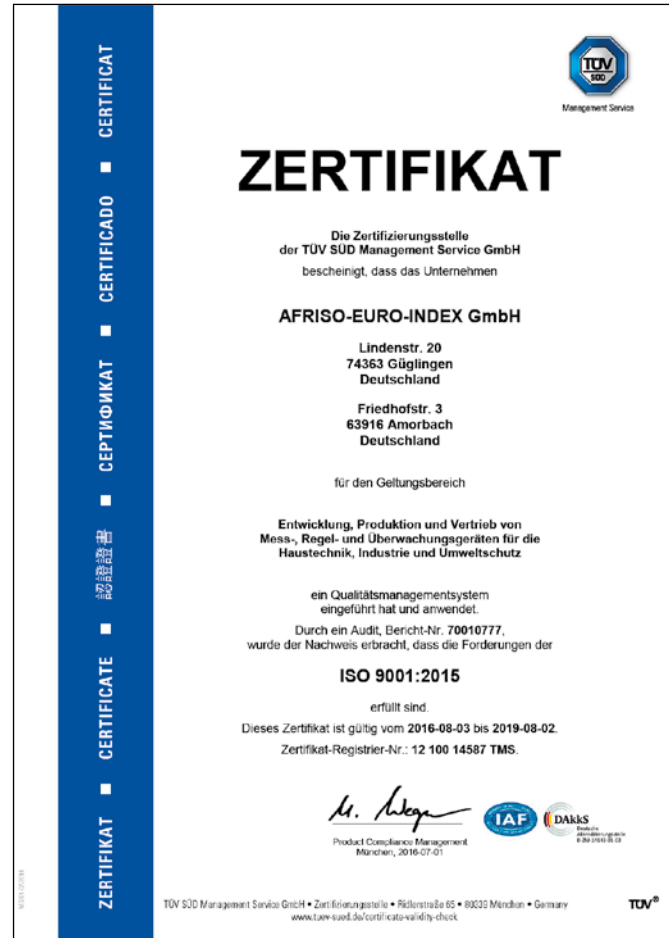 TÜV
SÜD
Management Service
ZERTIFIKAT
Die Zertifizierungsstelle
der TÜV SÜD Management Service GmbH
bescheinigt, dass das Unternehmen
AFRISO-EURO-INDEX GmbH
Lindenstr. 20
74363 Güglingen
Deutschland
Friedhofstr. 3
63916 Amorbach
Deutschland
für den Geltungsbereich
Entwicklung, Produktion und Vertrieb von
Mess-, Regel- und Überwachungsgeräten für die
Haustechnik, Industrie und Umweltschutz
ein Qualitätsmanagementsystem
eingeführt hat und anwendet.
Durch ein Audit, Bericht-Nr. 70010777,
wurde der Nachweis erbracht, dass die Forderungen der
ISO 9001:2015
erfüllt sind.
Dieses Zertifikat ist gültig vom 2016-08-03 bis 2019-08-02.
Zertifikat-Registrier-Nr.: 12 100 14587 TMS.
Product Compliance Management
München, 2016-07-01
IAF
DAkkS
Deutsche
Akkreditierungsstelle
TÜV SÜD Management Service GmbH • Zertifizierungsstelle • Ridlerstraße 65 • 80339 München • Germany
www.tuev-sued.de/certificate-validity-check
TÜV®
ZERTIFIKAT ■ CERTIFICATE ■ 認證證書 ■ СЕРТИФИКАТ ■ CERTIFICADO ■ CERTIFICAT